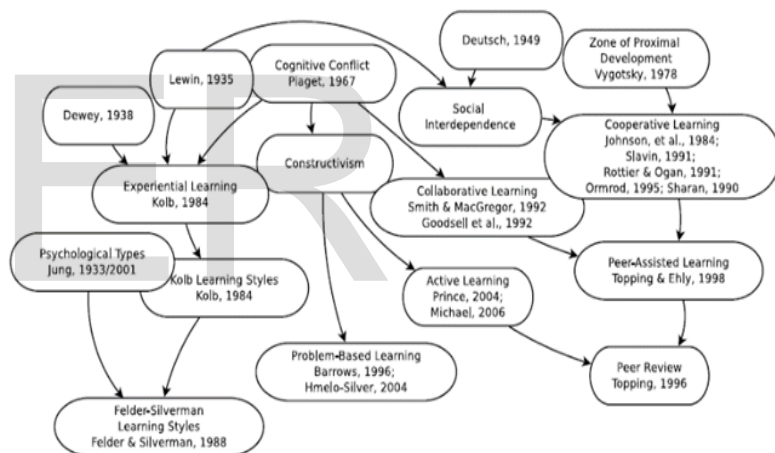 Deutsch, 1949
Zone of Proximal
Development
Vygotsky, 1978
Lewin, 1935
Cognitive Conflict
Piaget, 1967
Dewey, 1938
Social
Interdependence
Cooperative Learning
Johnson, et al., 1984;
Slavin, 1991;
Rottier & Ogan, 1991;
Ormrod, 1995; Sharan, 1990
Constructivism
Experiential Learning
Kolb, 1984
Collaborative Learning
Smith & MacGregor, 1992
Goodsell et al., 1992
Psychological Types
Jung, 1933/2001
Kolb Learning Styles
Kolb, 1984
Peer-Assisted Learning
Topping & Ehly, 1998
Active Learning
Prince, 2004;
Michael, 2006
Problem-Based Learning
Barrows, 1996;
Hmelo-Silver, 2004
Peer Review
Topping, 1996
Felder-Silverman
Learning Styles
Felder & Silverman, 1988
ER